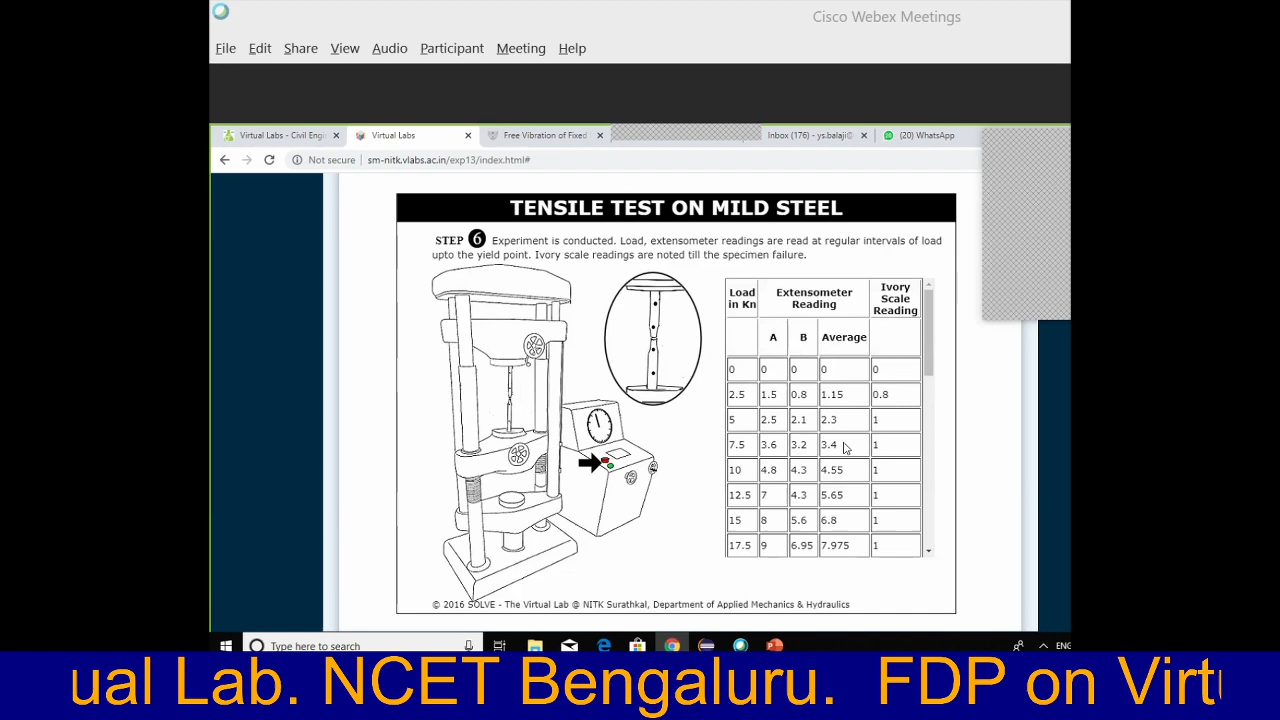 Cisco Webex Meetings
File Edit Share View Audio Participant Meeting Help
Virtual Labs - Civil Engi Virtual Labs Free Vibration of Fixed Inbox (176) - ys.balaji@ (20) WhatsApp
Not secure | sm-nitk.vlabs.ac.in/exp13/index.html#
TENSILE TEST ON MILD STEEL
STEP 6 Experiment is conducted. Load, extensometer readings are read at regular intervals of load
upto the yield point. Ivory scale readings are noted till the specimen failure.
Load in Kn Extensometer Reading Ivory Scale Reading
A B Average
0 0 0 0 0
2.5 1.5 0.8 1.15 0.8
5 2.5 2.1 2.3 1
7.5 3.6 3.2 3.4 1
10 4.8 4.3 4.55 1
12.5 7 4.3 5.65 1
15 8 5.6 6.8 1
17.5 9 6.95 7.975 1
© 2016 SOLVE - The Virtual Lab @ NITK Surathkal, Department of Applied Mechanics & Hydraulics
Type here to search ENG
ual Lab. NCET Bengaluru. FDP on Virtu